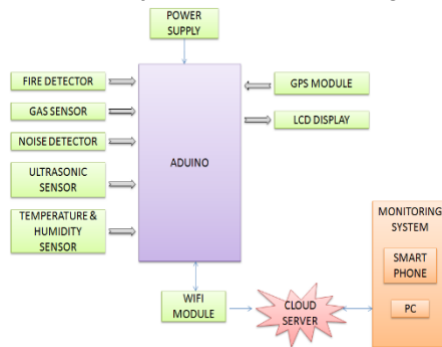 POWER
SUPPLY
FIRE DETECTOR
GAS SENSOR
NOISE DETECTOR
ULTRASONIC
SENSOR
TEMPERATURE &
HUMIDITY
SENSOR
ADUINO
GPS MODULE
LCD DISPLAY
WIFI
MODULE
CLOUD
SERVER
MONITORING
SYSTEM
SMART
PHONE
PC